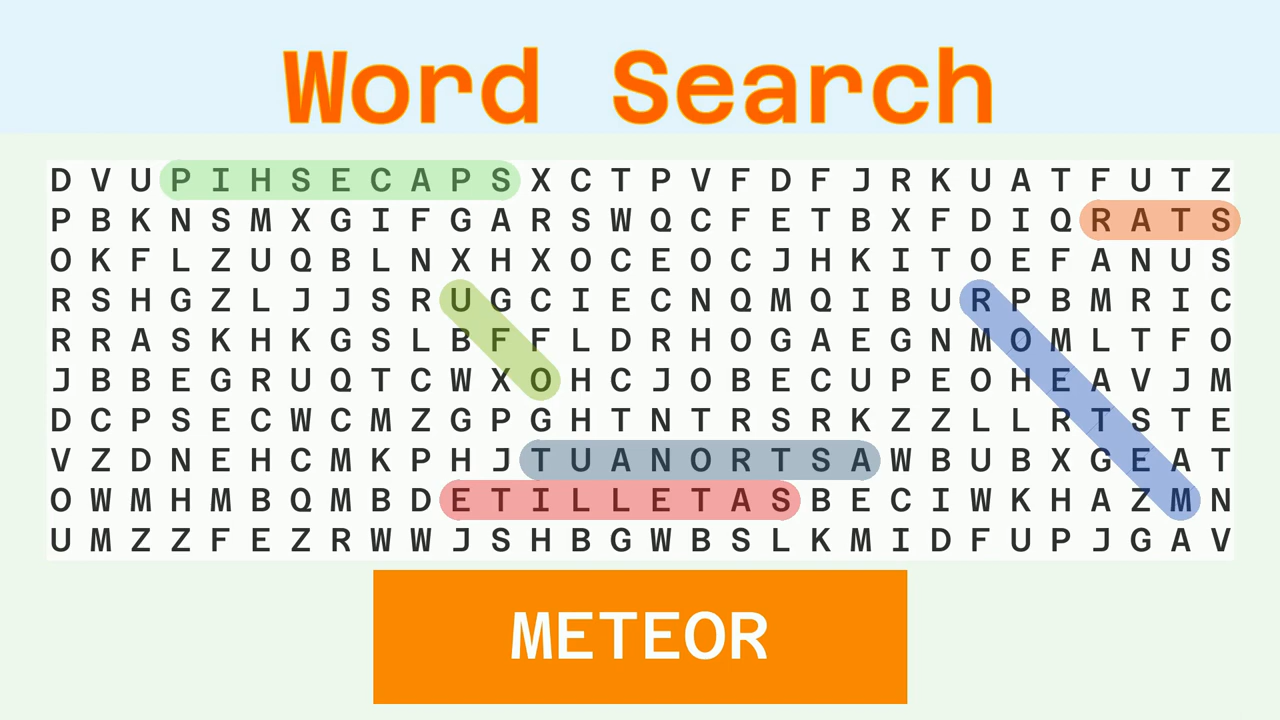 Word Search
D V U P I H S E C A P S X C T P V F D F J R K U A T F U T Z
P B K N S M X G I F G A R S W Q C F E T B X F D I Q R A T S
O K F L Z U Q B L N X H X O C E O C J H K I T O E F A N U S
R S H G Z L J J S R U G C I E C N Q M Q I B U R P B M R I C
R R A S K H K G S L B F F L D R H O G A E G N M O M L T F O
J B B E G R U Q T C W X O H C J O B E C U P E O H E A V J M
D C P S E C W C M Z G P G H T N T R S R K Z Z L L R T S T E
V Z D N E H C M K P H J T U A N O R T S A W B U B X G E A T
O W M H M B Q M B D E T I L L E T A S B E C I W K H A Z M N
U M Z Z F E Z R W W J S H B G W B S L K M I D F U P J G A V
METEOR